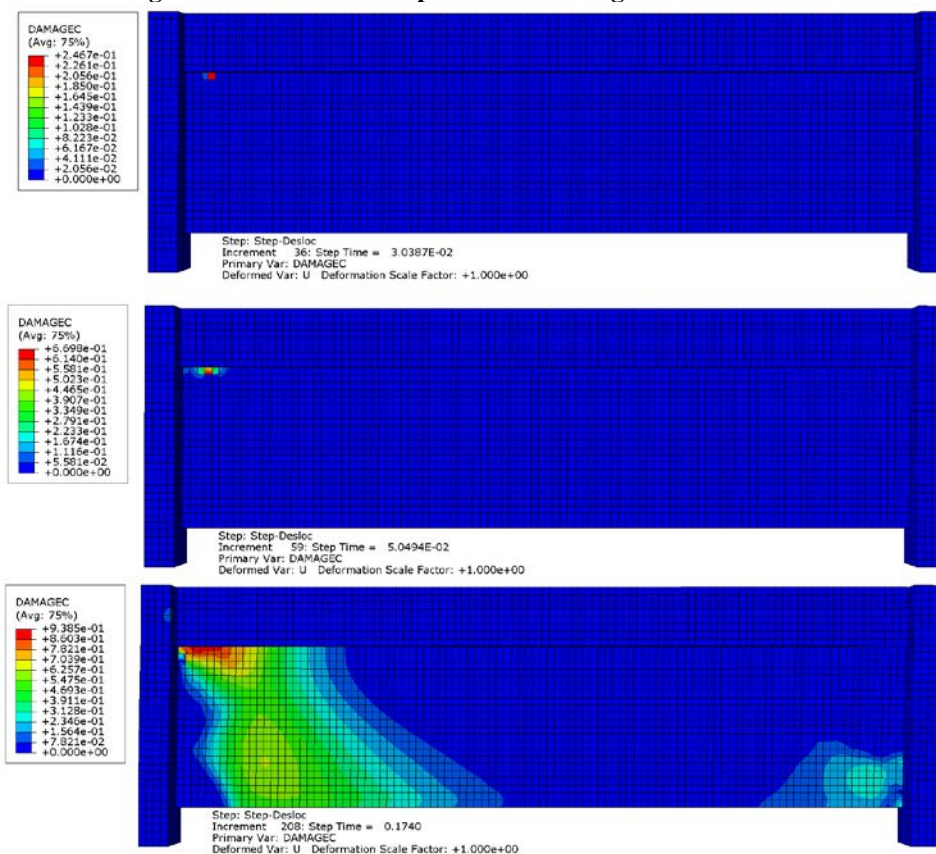 DAMAGEC
(Avg: 75%)
+2.467e-01
+2.261e-01
+2.056e-01
+1.850e-01
+1.645e-01
+1.439e-01
+1.233e-01
+1.028e-01
+8.223e-02
+6.167e-02
+4.111e-02
+2.056e-02
+0.000e+00
Step: Step-Desloc
Increment 36: Step Time = 3.0387E-02
Primary Var: DAMAGEC
Deformed Var: U Deformation Scale Factor: +1.000e+00
DAMAGEC
(Avg: 75%)
+6.698e-01
+6.140e-01
+5.581e-01
+5.023e-01
+4.465e-01
+3.907e-01
+3.349e-01
+2.791e-01
+2.233e-01
+1.674e-01
+1.116e-01
+5.581e-02
+0.000e+00
Step: Step-Desloc
Increment 59: Step Time = 5.0494E-02
Primary Var: DAMAGEC
Deformed Var: U Deformation Scale Factor: +1.000e+00
DAMAGEC
(Avg: 75%)
+9.385e-01
+8.603e-01
+7.821e-01
+7.039e-01
+6.257e-01
+5.475e-01
+4.693e-01
+3.911e-01
+3.128e-01
+2.346e-01
+1.564e-01
+7.821e-02
+0.000e+00
Step: Step-Desloc
Increment 208: Step Time = 0.1740
Primary Var: DAMAGEC
Deformed Var: U Deformation Scale Factor: +1.000e+00